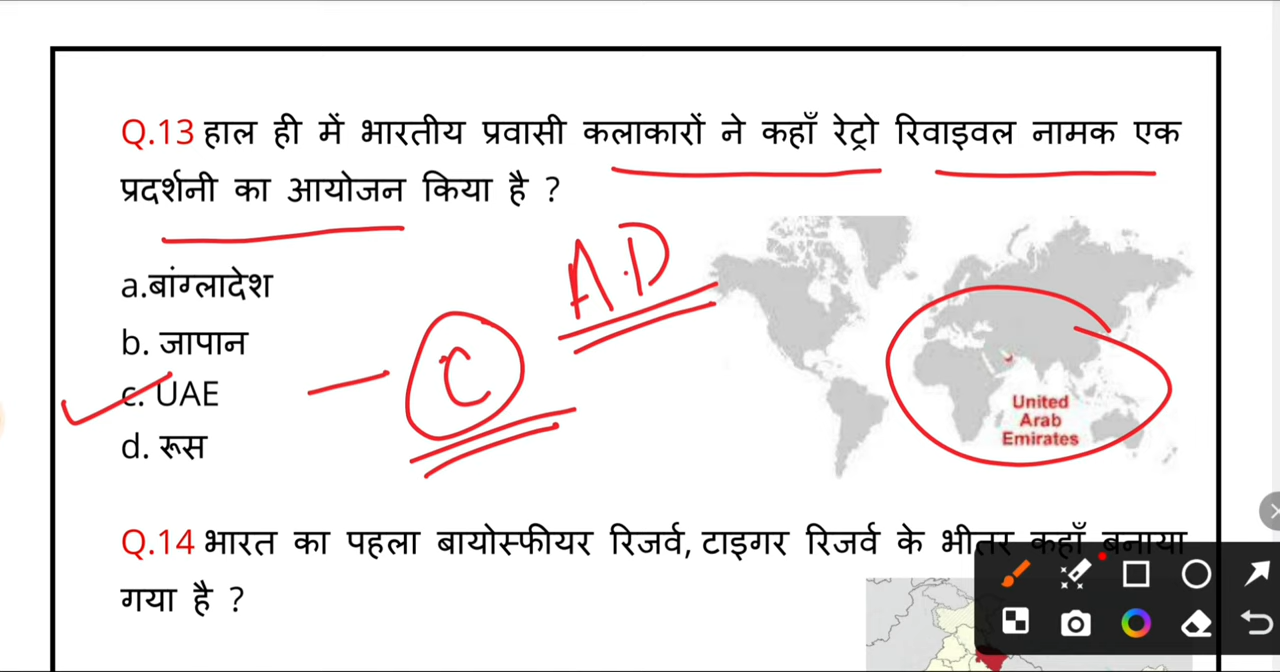 Q.13 हाल ही में भारतीय प्रवासी कलाकारों ने कहाँ रेट्रो रिवाइवल नामक एक
प्रदर्शनी का आयोजन किया है ?
a.बांग्लादेश
b. जापान
c. UAE
d. रूस
A.D
C
United
Arab
Emirates
Q.14 भारत का पहला बायोस्फीयर रिजर्व, टाइगर रिजर्व के भीतर कहाँ बनाया
गया है ?